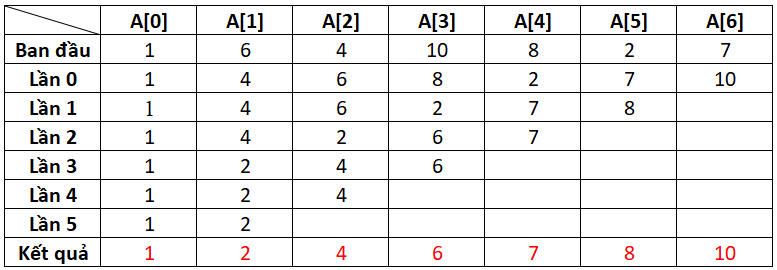 A[0] A[1] A[2] A[3] A[4] A[5] A[6]
Ban đầu 1 6 4 10 8 2 7
Lần 0 1 4 6 8 2 7 10
Lần 1 1 4 6 2 7 8
Lần 2 1 4 2 6 7
Lần 3 1 2 4 6
Lần 4 1 2 4
Lần 5 1 2
Kết quả 1 2 4 6 7 8 10